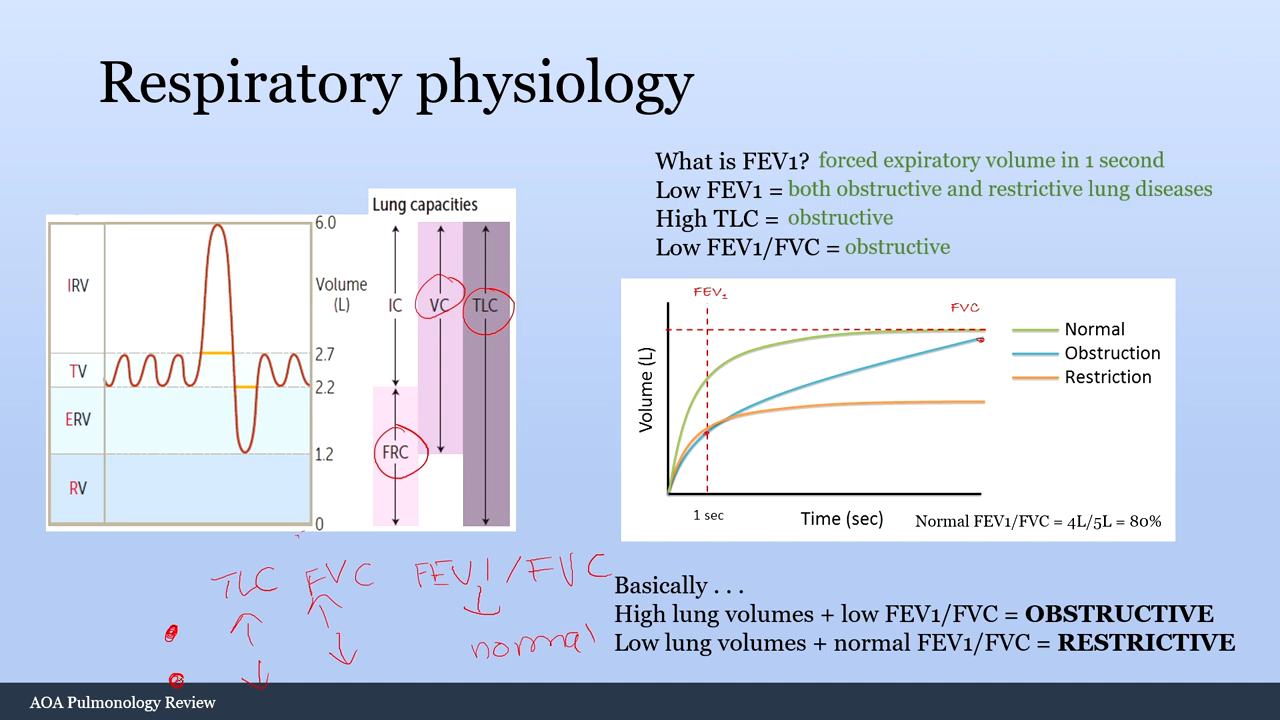 Respiratory physiology
What is FEV1? forced expiratory volume in 1 second
Low FEV1 = both obstructive and restrictive lung diseases
High TLC = obstructive
Low FEV1/FVC = obstructive
Lung capacities
6.0
IRV
Volume
(L)
IC
VC
TLC
2.7
TV
2.2
ERV
FRC
1.2
RV
0
FEV1
FVC
Normal
Obstruction
Restriction
Volume (L)
1 sec
Time (sec)
Normal FEV1/FVC = 4L/5L = 80%
TLC FVC FEV1/FVC
normal
Basically . . .
High lung volumes + low FEV1/FVC = OBSTRUCTIVE
Low lung volumes + normal FEV1/FVC = RESTRICTIVE
AOA Pulmonology Review